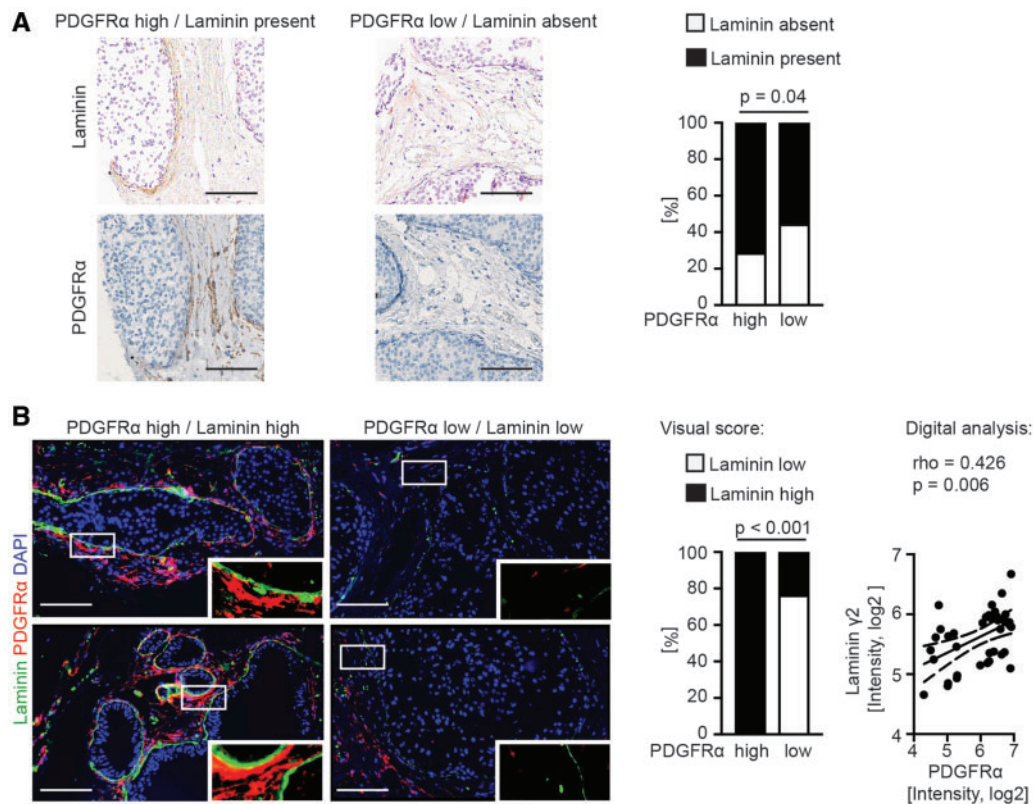 A
PDGFRα high / Laminin present
PDGFRα low / Laminin absent
Laminin
PDGFRα
Laminin absent
Laminin present
p = 0.04
100
80
60
40
20
0
[%]
PDGFRα high low
B
PDGFRα high / Laminin high
PDGFRα low / Laminin low
Laminin PDGFRα DAPI
Visual score:
Laminin low
Laminin high
p < 0.001
100
80
60
40
20
0
[%]
PDGFRα high low
Digital analysis:
rho = 0.426
p = 0.006
Laminin γ2
[Intensity, log2]
7
6
5
4
4 5 6 7
PDGFRα
[Intensity, log2]